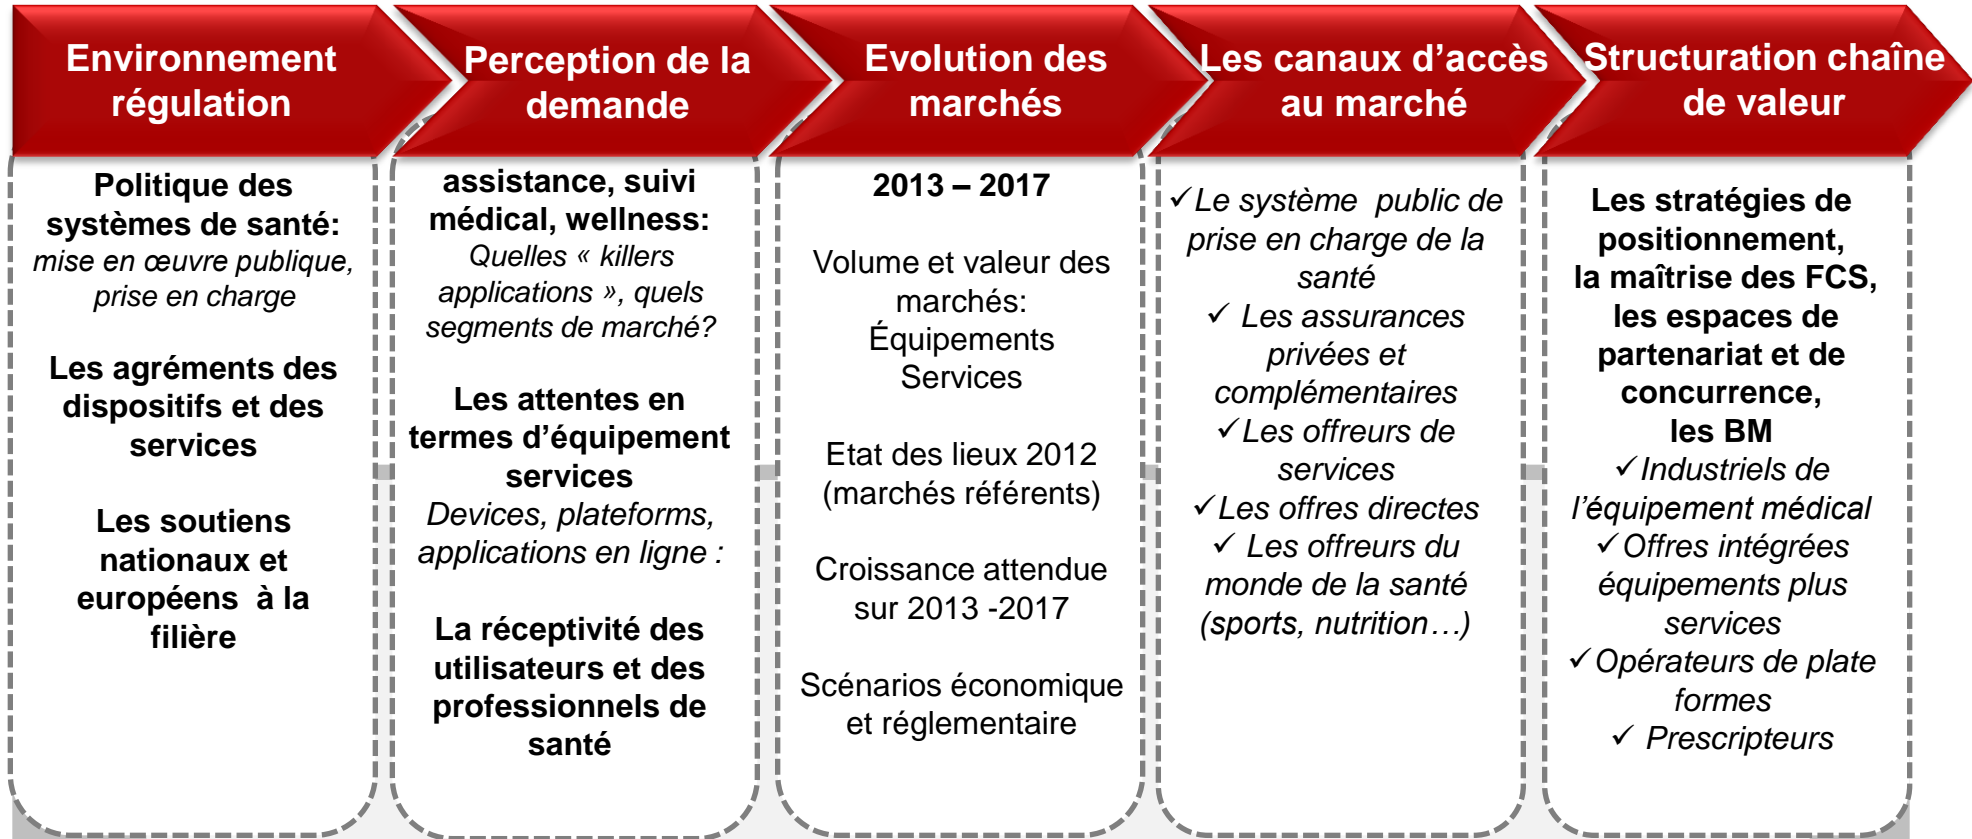 Environnement
régulation
Politique des
systèmes de santé:
mise en œuvre publique,
prise en charge
Les agréments des
dispositifs et des
services
Les soutiens
nationaux et
européens à la
filière
Perception de la
demande
assistance, suivi
médical, wellness:
Quelles « killers
applications », quels
segments de marché?
Les attentes en
termes d’équipement
services
Devices, plateforms,
applications en ligne :
La réceptivité des
utilisateurs et des
professionnels de
santé
Evolution des
marchés
2013 – 2017
Volume et valeur des
marchés:
Équipements
Services
Etat des lieux 2012
(marchés référents)
Croissance attendue
sur 2013 -2017
Scénarios économique
et réglementaire
Les canaux d’accès
au marché
✓Le système public de
prise en charge de la
santé
✓ Les assurances
privées et
complémentaires
✓Les offreurs de
services
✓Les offres directes
✓ Les offreurs du
monde de la santé
(sports, nutrition…)
Structuration chaîne
de valeur
Les stratégies de
positionnement,
la maîtrise des FCS,
les espaces de
partenariat et de
concurrence,
les BM
✓Industriels de
l’équipement médical
✓Offres intégrées
équipements plus
services
✓Opérateurs de plate
formes
✓ Prescripteurs